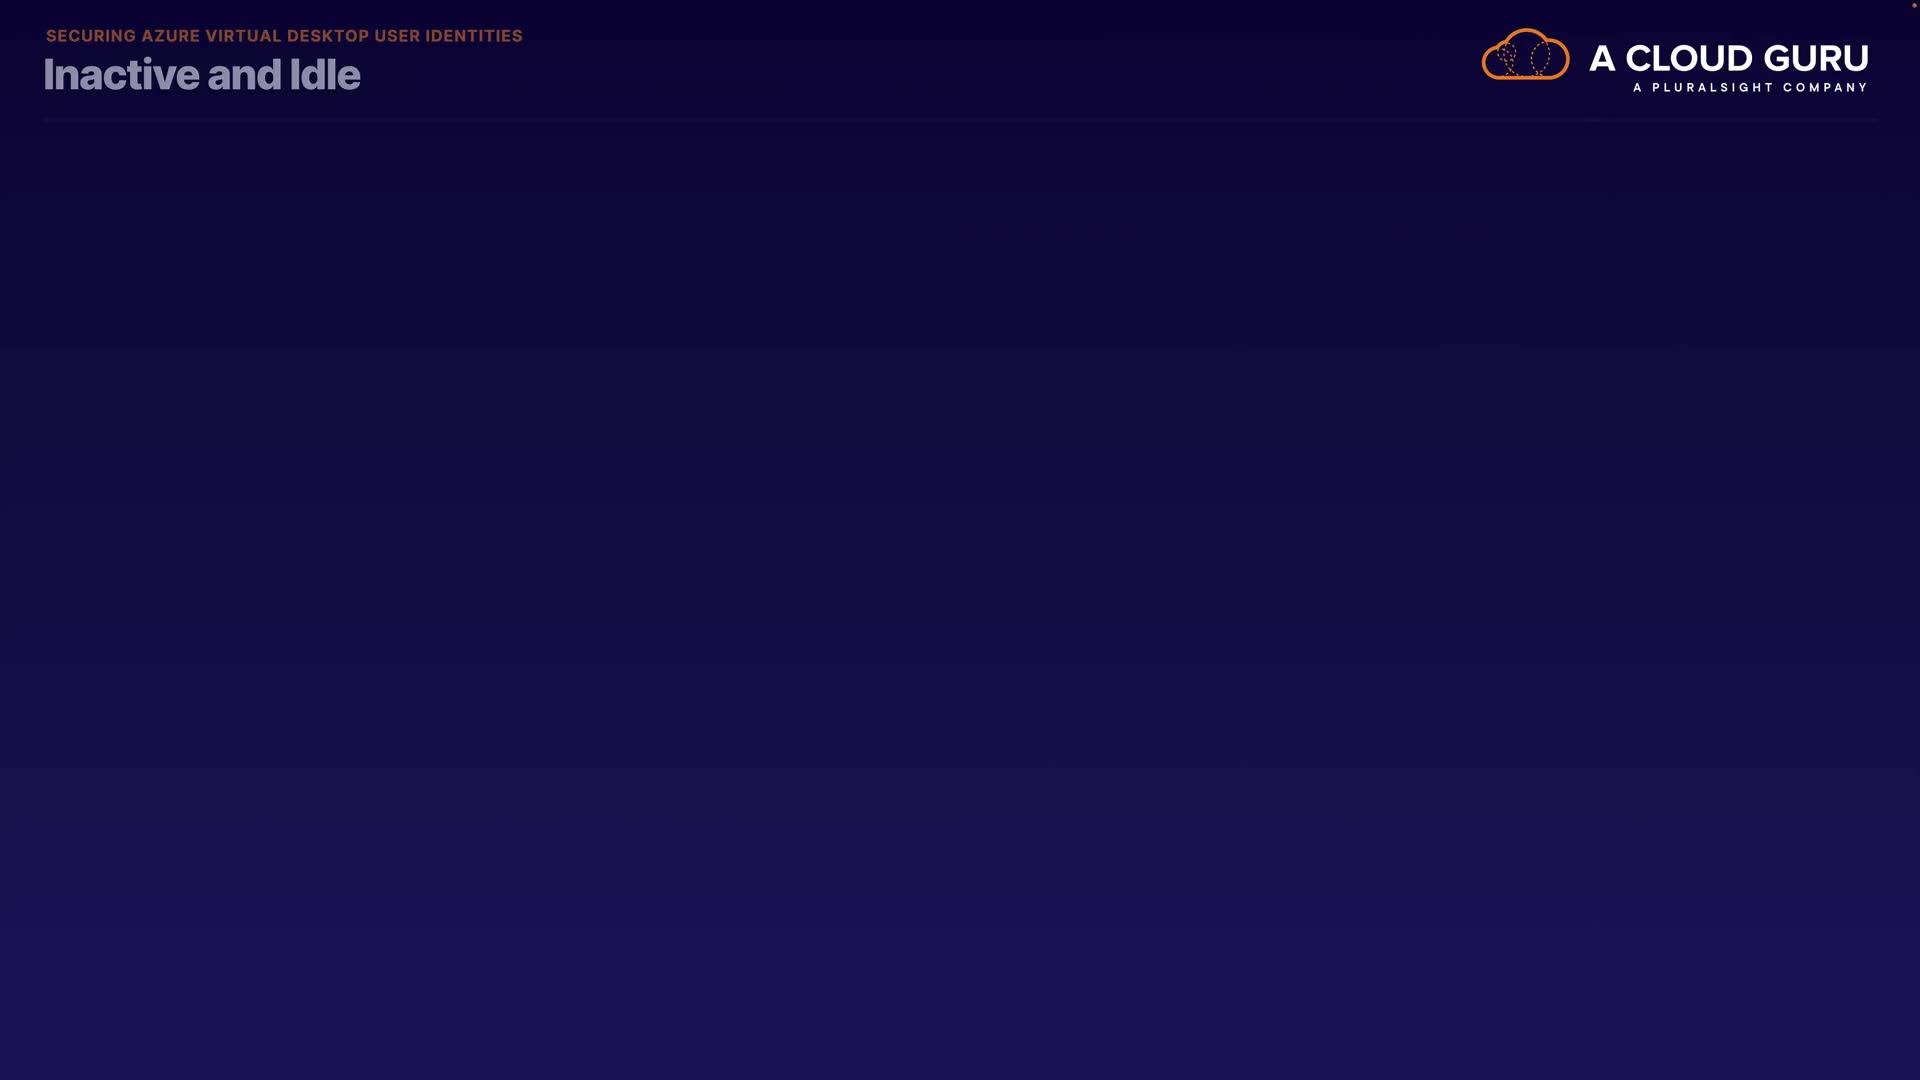 SECURING AZURE VIRTUAL DESKTOP USER IDENTITIES
Inactive and Idle
A CLOUD GURU
A PLURALSIGHT COMPANY